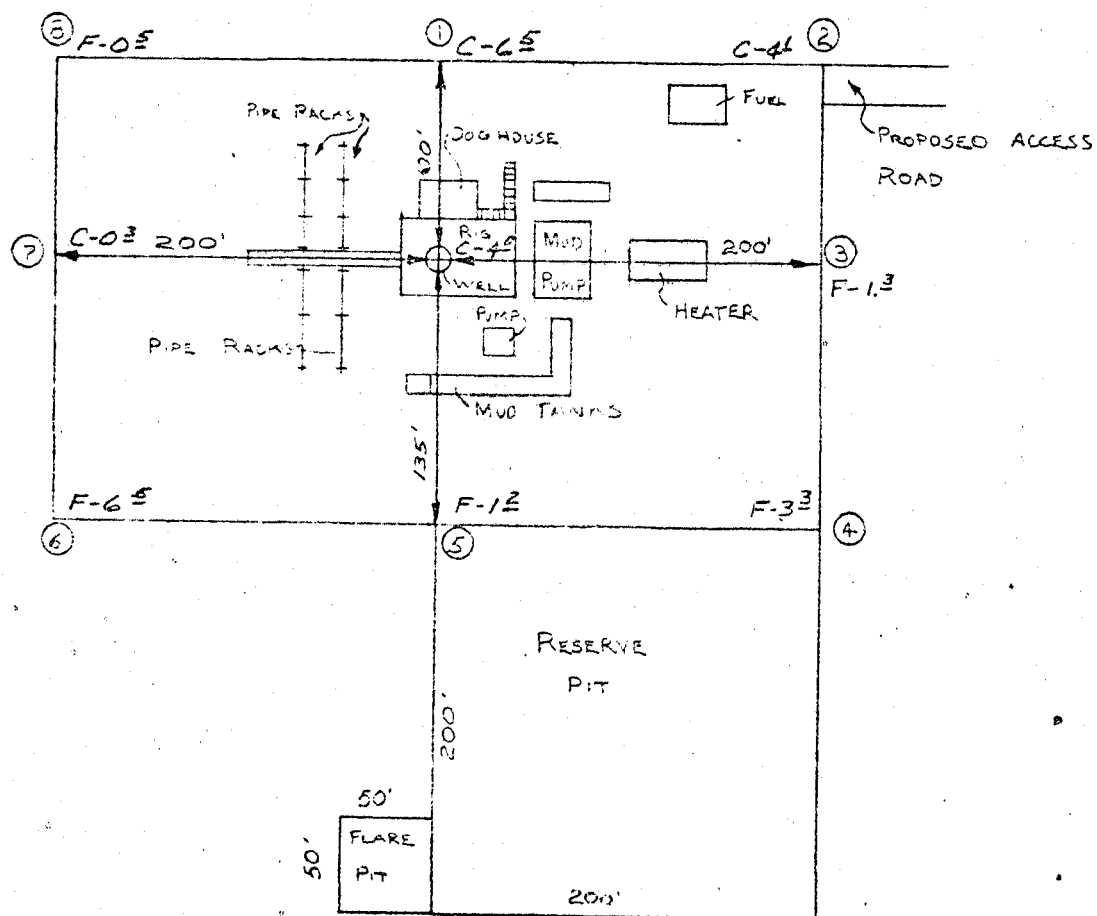 8
F-0⁵
1
C-6⁵
C-4¹
2
PIPE RACKS
DOG HOUSE
FUEL
PROPOSED ACCESS
ROAD
7
C-0³
200'
RIG
C-4⁰
WELL
MUD
PUMP
200'
3
F-1.³
HEATER
PUMP
PIPE RACKS
MUD TANKS
135'
F-6⁵
F-1²
F-3³
6
5
4
RESERVE
PIT
200'
50'
50'
FLARE
PIT
200'